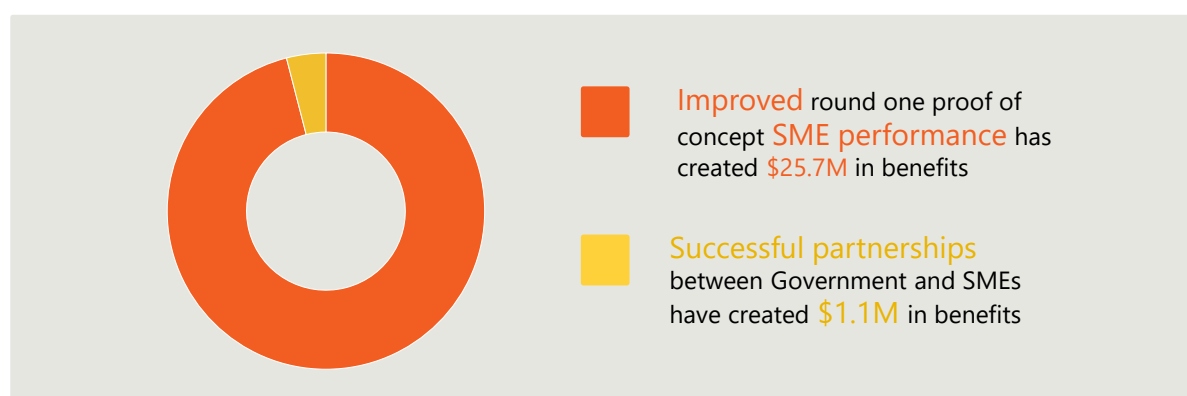 Improved round one proof of
concept SME performance has
created $25.7M in benefits
Successful partnerships
between Government and SMEs
have created $1.1M in benefits